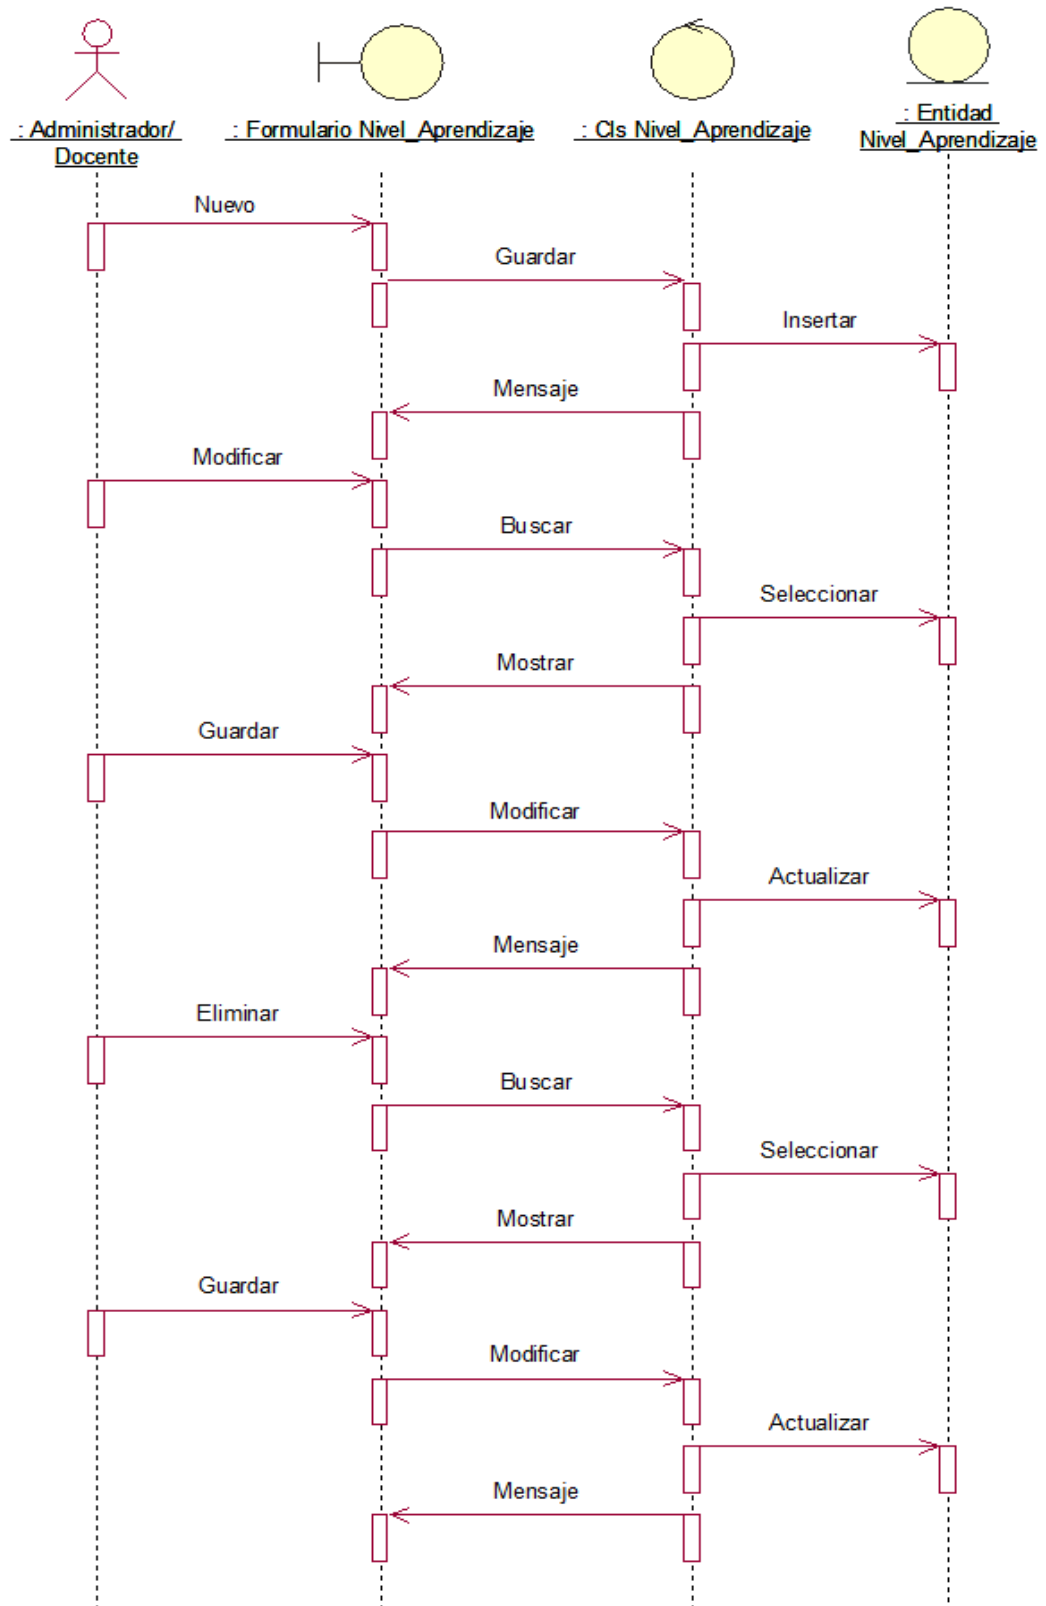 : Administrador/
Docente
: Formulario Nivel_Aprendizaje
: Cls Nivel_Aprendizaje
: Entidad
Nivel_Aprendizaje
Nuevo
Guardar
Insertar
Mensaje
Modificar
Buscar
Seleccionar
Mostrar
Guardar
Modificar
Actualizar
Mensaje
Eliminar
Buscar
Seleccionar
Mostrar
Guardar
Modificar
Actualizar
Mensaje